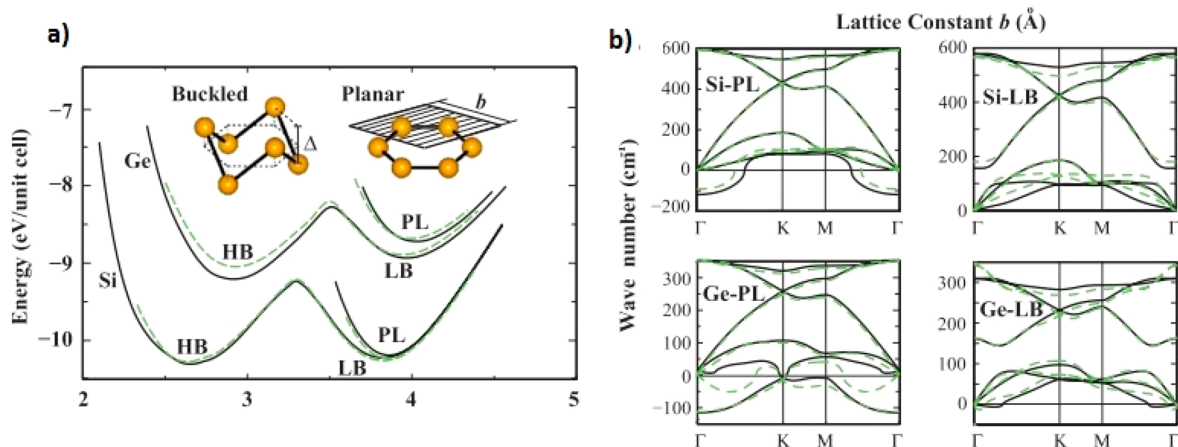 a)
Energy (eV/unit cell)
−7
−8
−9
−10
2
3
4
5
Buckled
Planar
b
Δ
Ge
Si
HB
PL
LB
HB
PL
LB
b)
Lattice Constant b (Å)
Wave number (cm⁻¹)
600
400
200
0
−200
Si-PL
Γ K M Γ
600
400
200
100
0
Si-LB
Γ K M Γ
300
200
100
0
−100
Ge-PL
Γ K M Γ
300
200
100
0
Ge-LB
Γ K M Γ